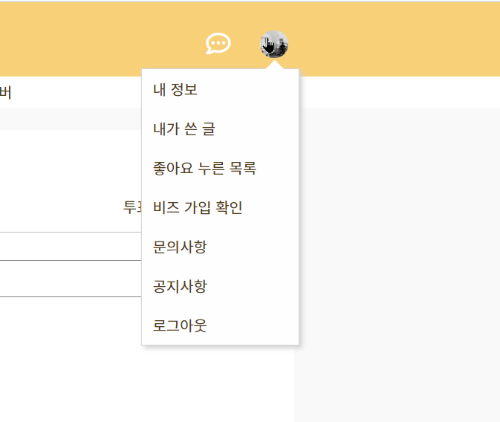 버
내 정보
내가 쓴 글
좋아요 누른 목록
투표
비즈 가입 확인
문의사항
공지사항
로그아웃